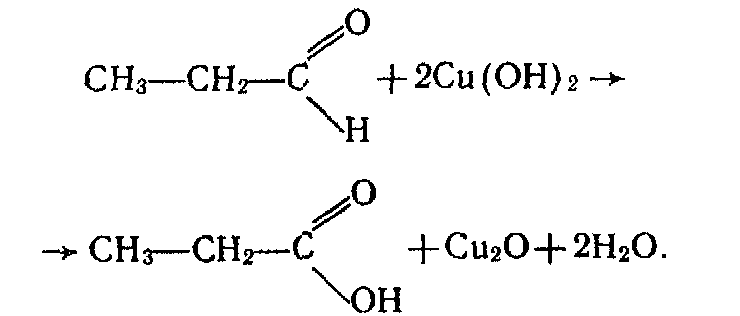 O
CH₃—CH₂—C + 2Cu(OH)₂ →
H
O
→ CH₃—CH₂—C + Cu₂O + 2H₂O.
OH